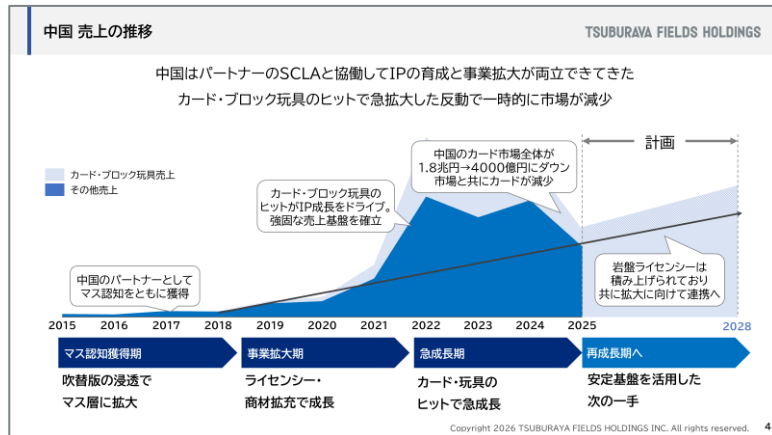 中国 売上の推移
TSUBURAYA FIELDS HOLDINGS
中国はパートナーのSCLAと協働してIPの育成と事業拡大が両立できてきた
カード・ブロック玩具のヒットで急拡大した反動で一時的に市場が減少
計画
カード・ブロック玩具売上
その他売上
中国のカード市場全体が
1.8兆円→4000億円にダウン
市場と共にカードが減少
カード・ブロック玩具の
ヒットがIP成長をドライブ。
強固な売上基盤を確立
中国のパートナーとして
マス認知をともに獲得
岩盤ライセンシーは
積み上げられており
共に拡大に向けて連携へ
2015 2016 2017 2018 2019 2020 2021 2022 2023 2024 2025 2028
マス認知獲得期 事業拡大期 急成長期 再成長期へ
吹替版の浸透で
マス層に拡大
ライセンシー・
商材拡充で成長
カード・玩具の
ヒットで急成長
安定基盤を活用した
次の一手
Copyright 2026 TSUBURAYA FIELDS HOLDINGS INC. All rights reserved. 4